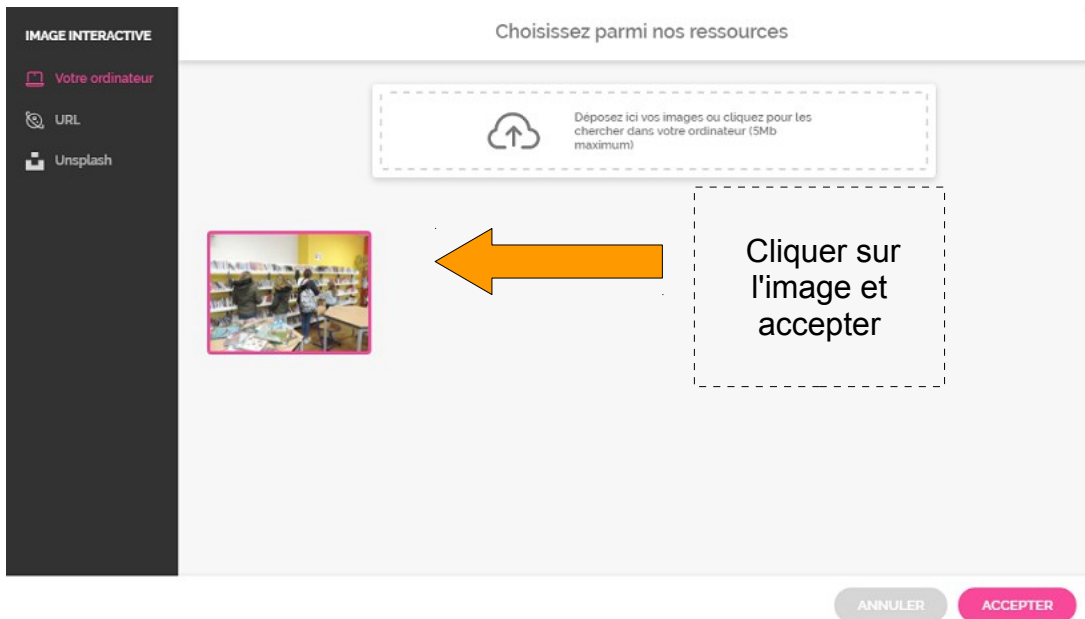 IMAGE INTERACTIVE
Votre ordinateur
URL
Unsplash
Choisissez parmi nos ressources
Déposez ici vos images ou cliquez pour les
chercher dans votre ordinateur (5Mb
maximum)
Cliquer sur
l'image et
accepter
ANNULER
ACCEPTER